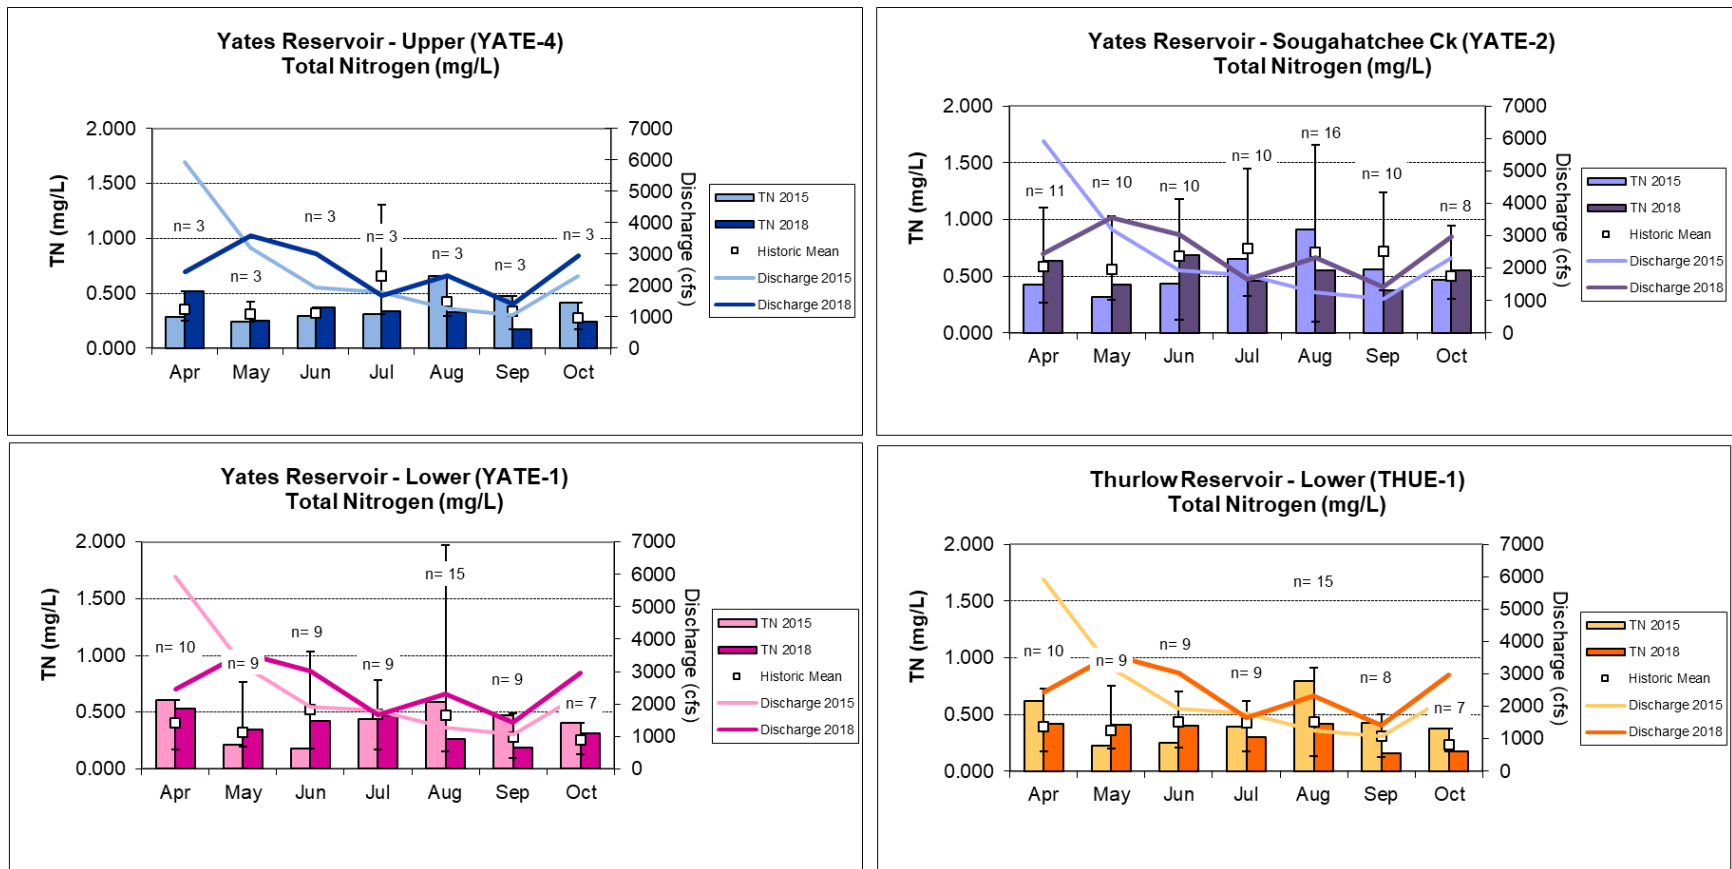 Yates Reservoir - Upper (YATE-4)
Total Nitrogen (mg/L)
TN (mg/L)
2.000
1.500
1.000
0.500
0.000
n= 3
n= 3
n= 3
n= 3
n= 3
n= 3
n= 3
7000
6000
5000
4000
3000
2000
1000
0
Discharge (cfs)
Apr May Jun Jul Aug Sep Oct
TN 2015
TN 2018
Historic Mean
Discharge 2015
Discharge 2018
Yates Reservoir - Sougahatchee Ck (YATE-2)
Total Nitrogen (mg/L)
TN (mg/L)
2.000
1.500
1.000
0.500
0.000
n= 11
n= 10
n= 10
n= 10
n= 16
n= 10
n= 8
7000
6000
5000
4000
3000
2000
1000
0
Discharge (cfs)
Apr May Jun Jul Aug Sep Oct
TN 2015
TN 2018
Historic Mean
Discharge 2015
Discharge 2018
Yates Reservoir - Lower (YATE-1)
Total Nitrogen (mg/L)
TN (mg/L)
2.000
1.500
1.000
0.500
0.000
n= 10
n= 9
n= 9
n= 9
n= 15
n= 9
n= 7
7000
6000
5000
4000
3000
2000
1000
0
Discharge (cfs)
Apr May Jun Jul Aug Sep Oct
TN 2015
TN 2018
Historic Mean
Discharge 2015
Discharge 2018
Thurlow Reservoir - Lower (THUE-1)
Total Nitrogen (mg/L)
TN (mg/L)
2.000
1.500
1.000
0.500
0.000
n= 10
n= 9
n= 9
n= 9
n= 15
n= 8
n= 7
7000
6000
5000
4000
3000
2000
1000
0
Discharge (cfs)
Apr May Jun Jul Aug Sep Oct
TN 2015
TN 2018
Historic Mean
Discharge 2015
Discharge 2018